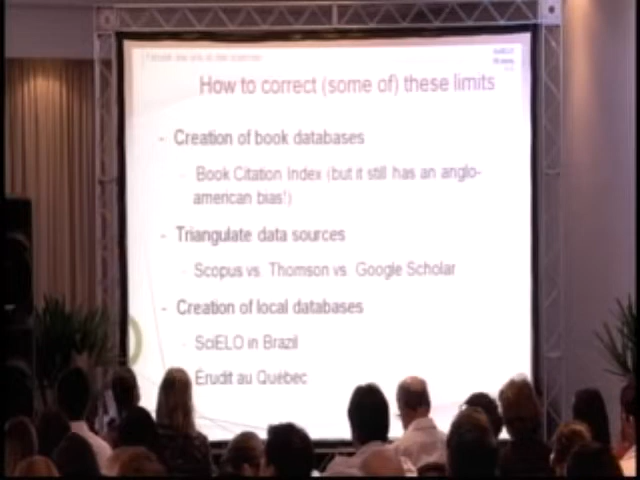 How to correct (some of) these limits
- Creation of book databases
- Book Citation Index (but it still has an anglo-
american bias!)
- Triangulate data sources
- Scopus vs. Thomson vs. Google Scholar
- Creation of local databases
- SciELO in Brazil
- Érudit au Québec